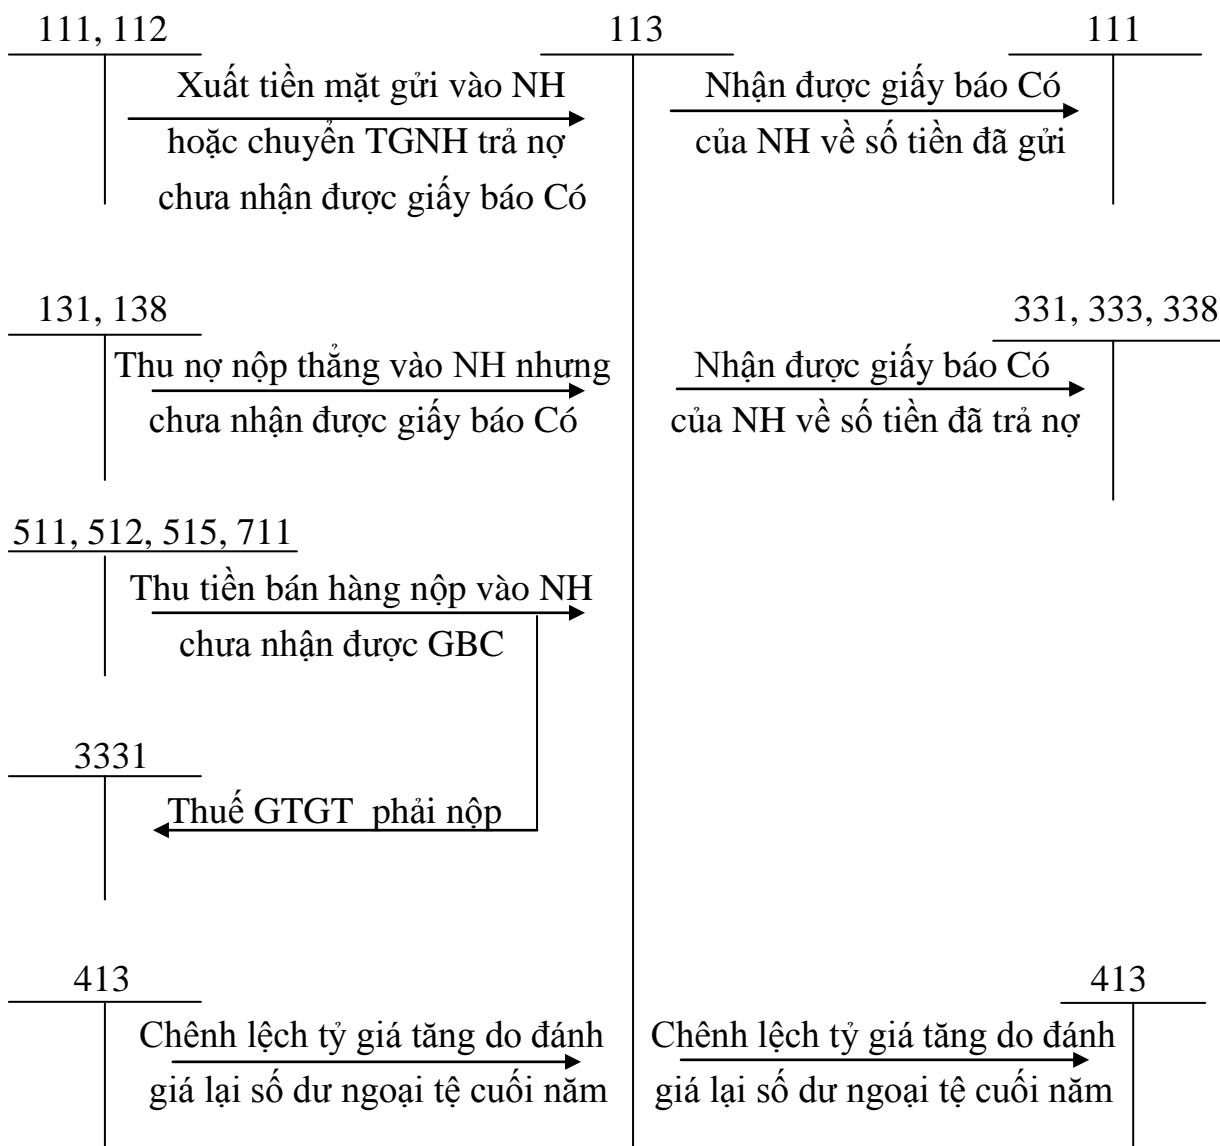 111, 112
113
111
Xuất tiền mặt gửi vào NH
hoặc chuyển TGNH trả nợ
chưa nhận được giấy báo Có
Nhận được giấy báo Có
của NH về số tiền đã gửi
131, 138
331, 333, 338
Thu nợ nộp thẳng vào NH nhưng
chưa nhận được giấy báo Có
Nhận được giấy báo Có
của NH về số tiền đã trả nợ
511, 512, 515, 711
Thu tiền bán hàng nộp vào NH
chưa nhận được GBC
3331
Thuế GTGT phải nộp
413
413
Chênh lệch tỷ giá tăng do đánh
giá lại số dư ngoại tệ cuối năm
Chênh lệch tỷ giá tăng do đánh
giá lại số dư ngoại tệ cuối năm